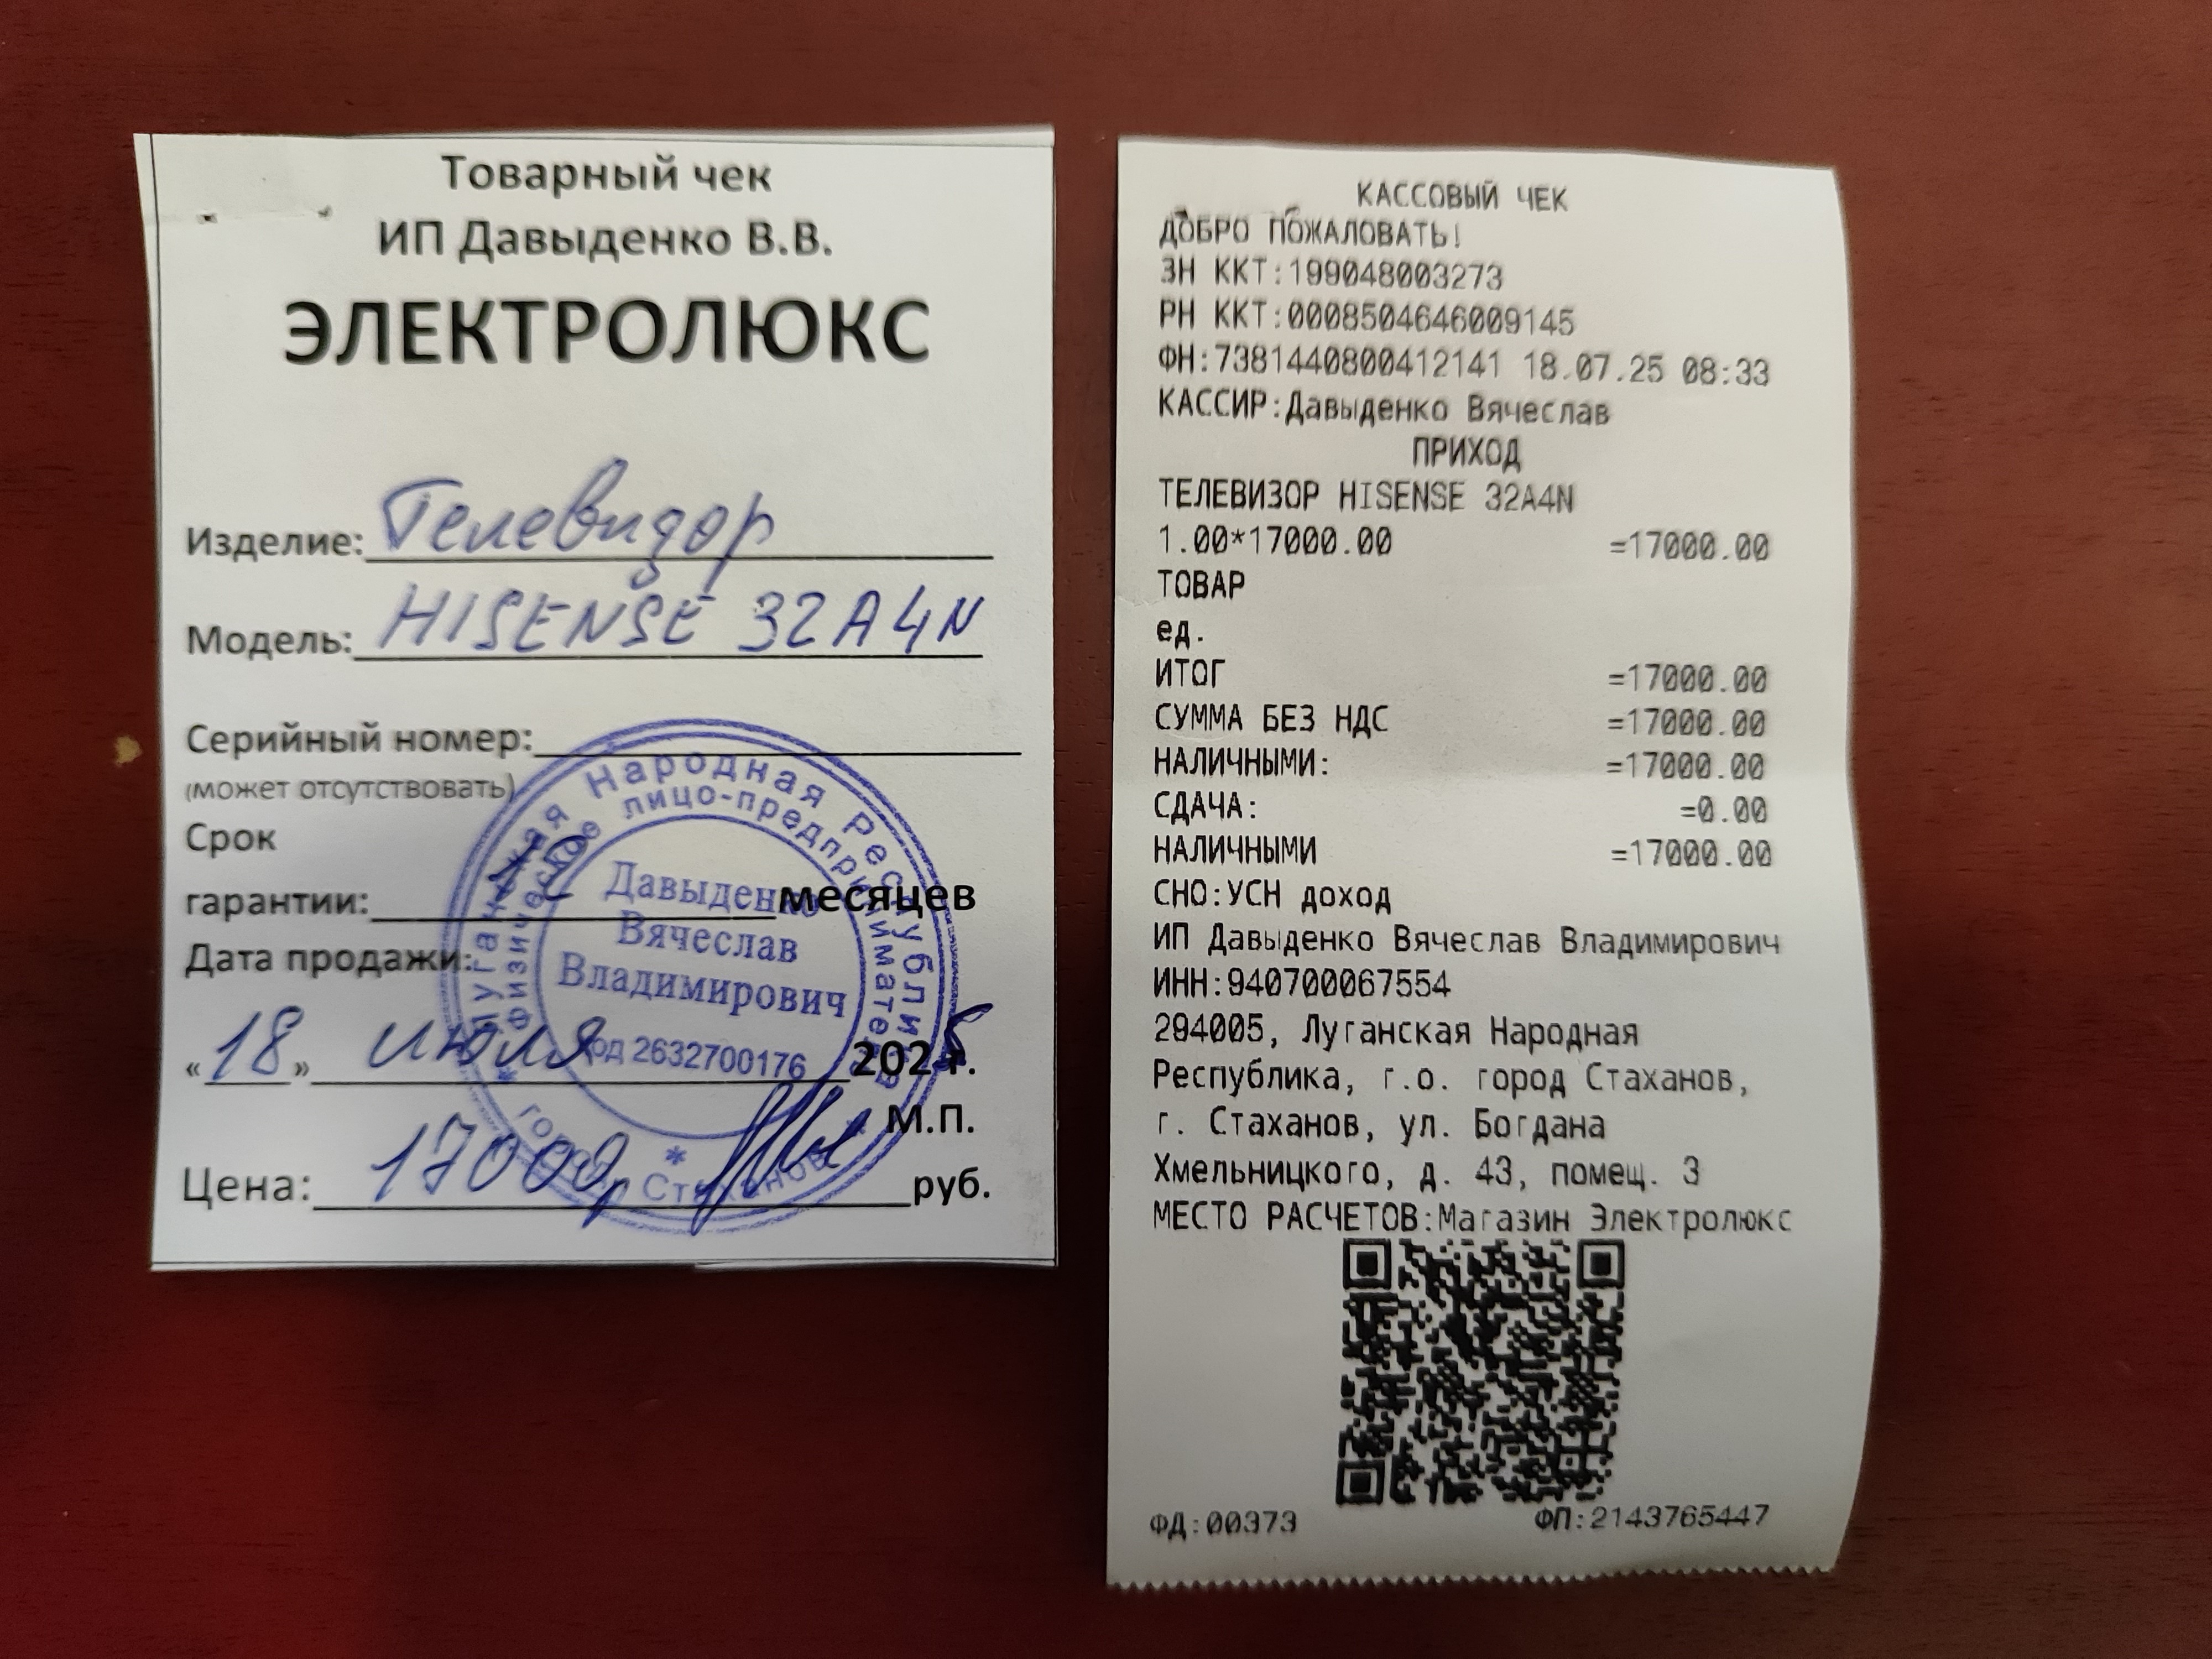 Товарный чек
ИП Давыденко В.В.
ЭЛЕКТРОЛЮКС
Изделие: Телевизор
Модель: HISENSE 32A4N
Серийный номер:
(может отсутствовать)
Срок
гарантии: месяцев
Дата продажи:
«18» июля 2025г.
М.П.
Цена: 17000р руб.
Луганская Народная Республика
физическое лицо-предприниматель
Давыденко
Вячеслав
Владимирович
код 2632700176
* город Стаханов *
КАССОВЫЙ ЧЕК
ДОБРО ПОЖАЛОВАТЬ!
ЗН ККТ:199048003273
РН ККТ:0008504646009145
ФН:7381440800412141 18.07.25 08:33
КАССИР:Давыденко Вячеслав
ПРИХОД
ТЕЛЕВИЗОР HISENSE 32A4N
1.00*17000.00 =17000.00
ТОВАР
ед.
ИТОГ =17000.00
СУММА БЕЗ НДС =17000.00
НАЛИЧНЫМИ: =17000.00
СДАЧА: =0.00
НАЛИЧНЫМИ =17000.00
СНО:УСН доход
ИП Давыденко Вячеслав Владимирович
ИНН:940700067554
294005, Луганская Народная
Республика, г.о. город Стаханов,
г. Стаханов, ул. Богдана
Хмельницкого, д. 43, помещ. 3
МЕСТО РАСЧЕТОВ:Магазин Электролюкс
ФД:00373 ФП:2143765447